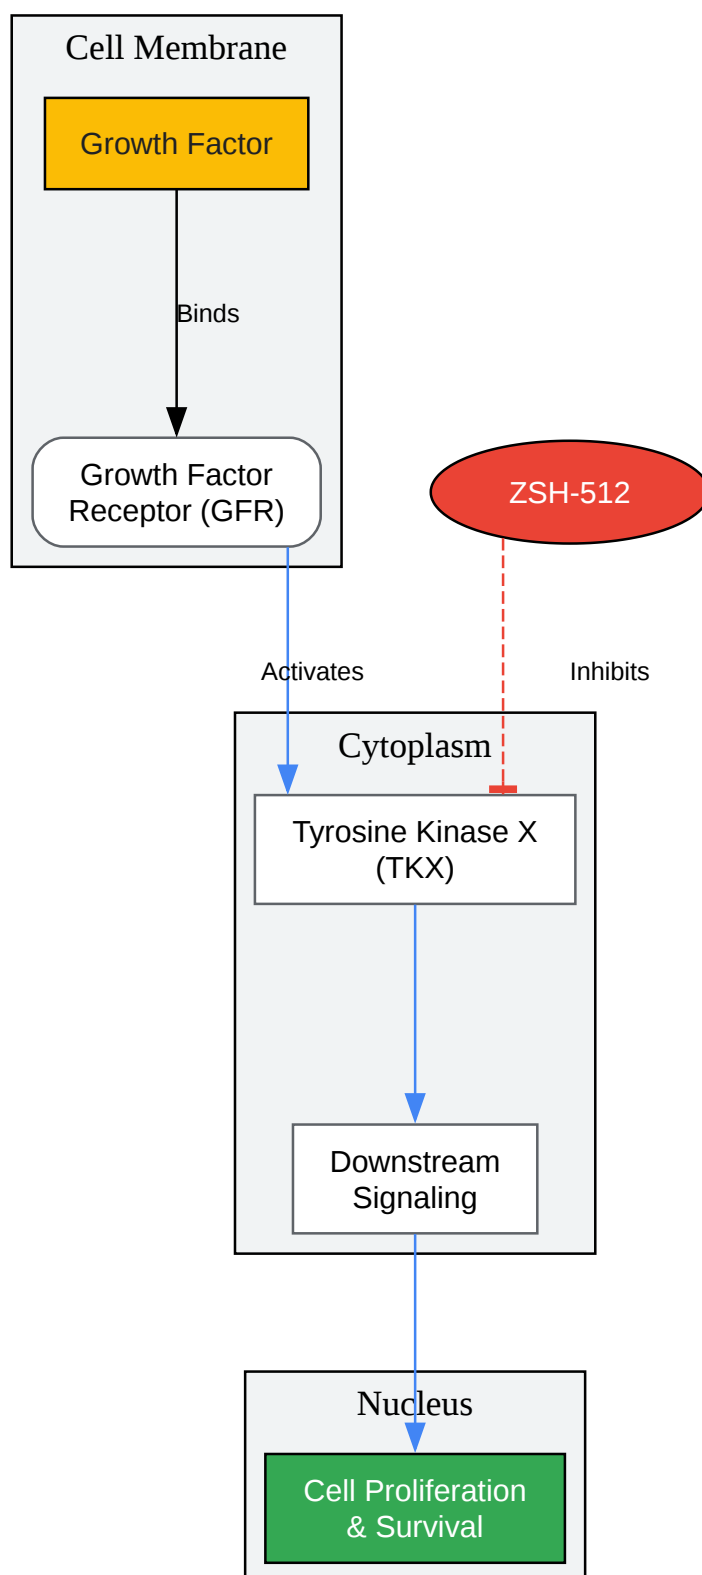 Cell Membrane
Growth Factor
Binds
Growth Factor
Receptor (GFR)
ZSH-512
Activates
Inhibits
Cytoplasm
Tyrosine Kinase X
(TKX)
Downstream
Signaling
Nucleus
Cell Proliferation
& Survival